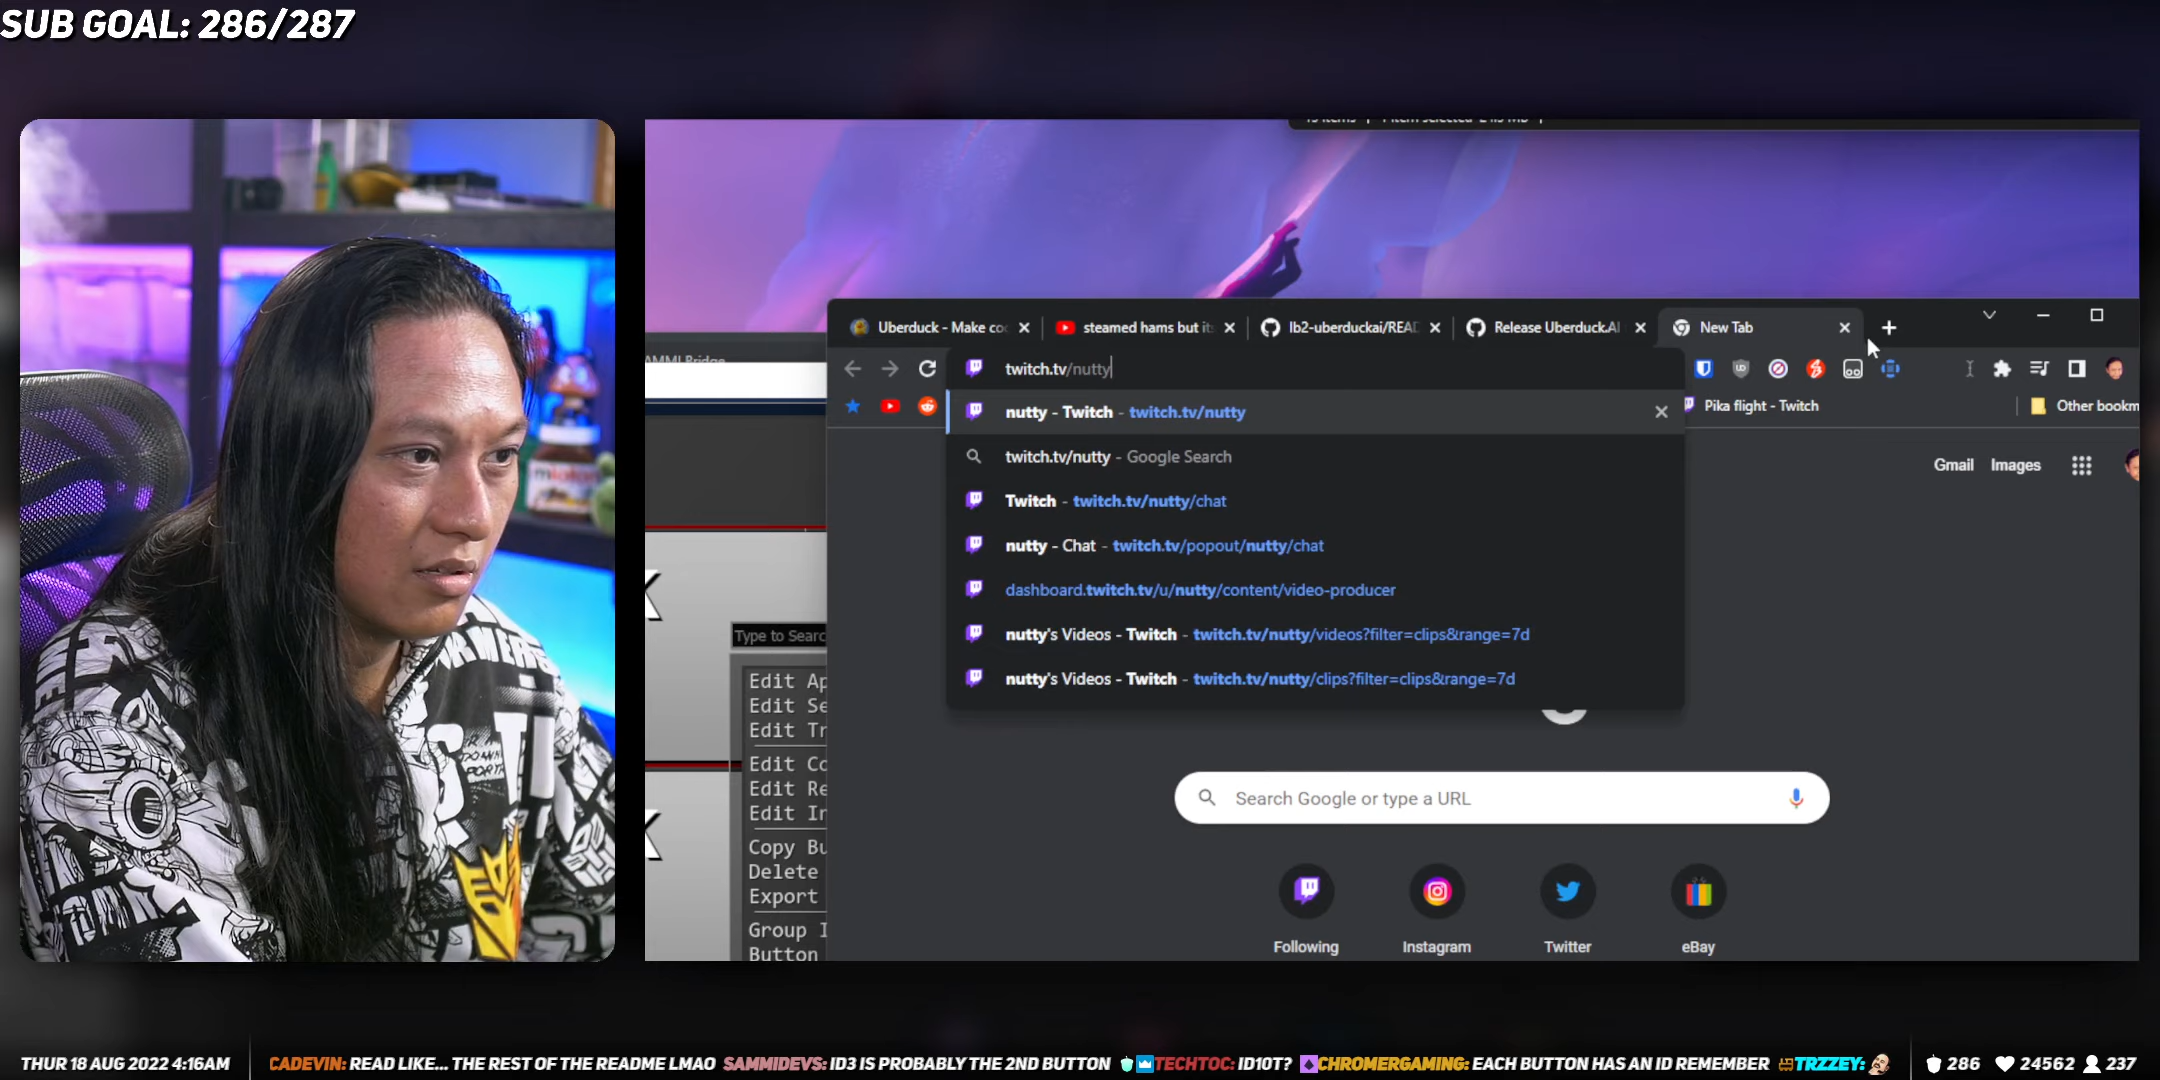 SUB GOAL: 286/287
AMMI Bridge
Uberduck - Make co
steamed hams but it
lb2-uberduckai/READ
Release Uberduck.AI
New Tab
twitch.tv/nutty
nutty - Twitch - twitch.tv/nutty
twitch.tv/nutty - Google Search
Twitch - twitch.tv/nutty/chat
nutty - Chat - twitch.tv/popout/nutty/chat
dashboard.twitch.tv/u/nutty/content/video-producer
nutty's Videos - Twitch - twitch.tv/nutty/videos?filter=clips&range=7d
nutty's Videos - Twitch - twitch.tv/nutty/clips?filter=clips&range=7d
Pika flight - Twitch
Other bookm
Gmail Images
Type to Searc
Edit Ap
Edit Se
Edit Tr
Edit Co
Edit Re
Edit In
Copy Bu
Delete
Export
Group I
Button
Search Google or type a URL
Following
Instagram
Twitter
eBay
THUR 18 AUG 2022 4:16AM
CADEVIN: READ LIKE... THE REST OF THE README LMAO SAMMIDEVS: ID3 IS PROBABLY THE 2ND BUTTON TECHTOC: ID10T? CHROMERGAMING: EACH BUTTON HAS AN ID REMEMBER TRZZEY:
286 24562 237